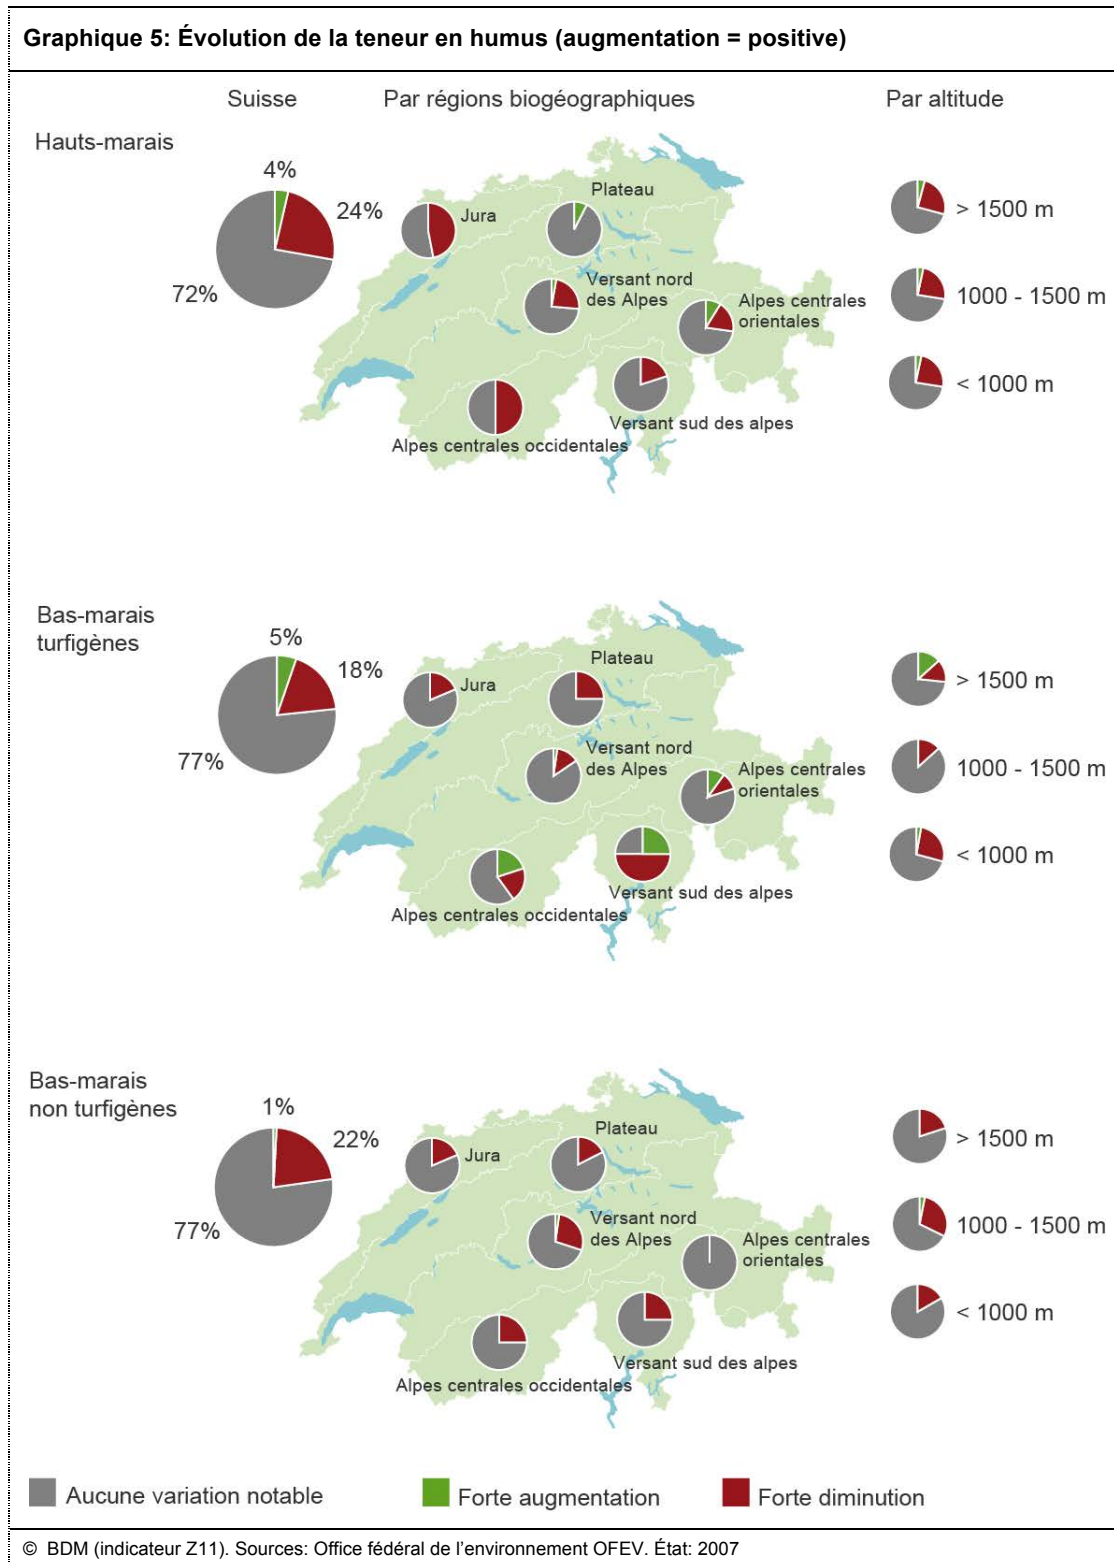 Graphique 5: Évolution de la teneur en humus (augmentation = positive)
Suisse
Par régions biogéographiques
Par altitude
Hauts-marais
4%
24%
72%
Jura
Plateau
Versant nord
des Alpes
Alpes centrales
orientales
Versant sud des alpes
Alpes centrales occidentales
> 1500 m
1000 - 1500 m
< 1000 m
Bas-marais
turfigènes
5%
18%
77%
Jura
Plateau
Versant nord
des Alpes
Alpes centrales
orientales
Versant sud des alpes
Alpes centrales occidentales
> 1500 m
1000 - 1500 m
< 1000 m
Bas-marais
non turfigènes
1%
22%
77%
Jura
Plateau
Versant nord
des Alpes
Alpes centrales
orientales
Versant sud des alpes
Alpes centrales occidentales
> 1500 m
1000 - 1500 m
< 1000 m
Aucune variation notable
Forte augmentation
Forte diminution
© BDM (indicateur Z11). Sources: Office fédéral de l'environnement OFEV. État: 2007